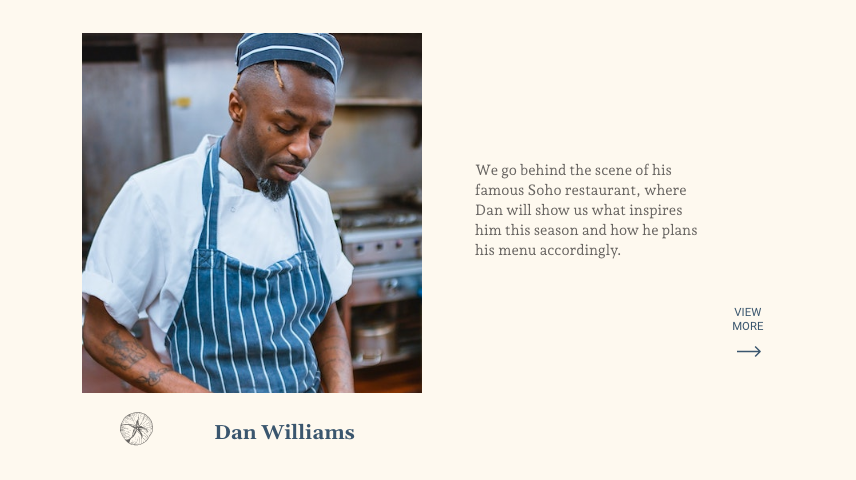 We go behind the scene of his
famous Soho restaurant, where
Dan will show us what inspires
him this season and how he plans
his menu accordingly.
VIEW
MORE
Dan Williams